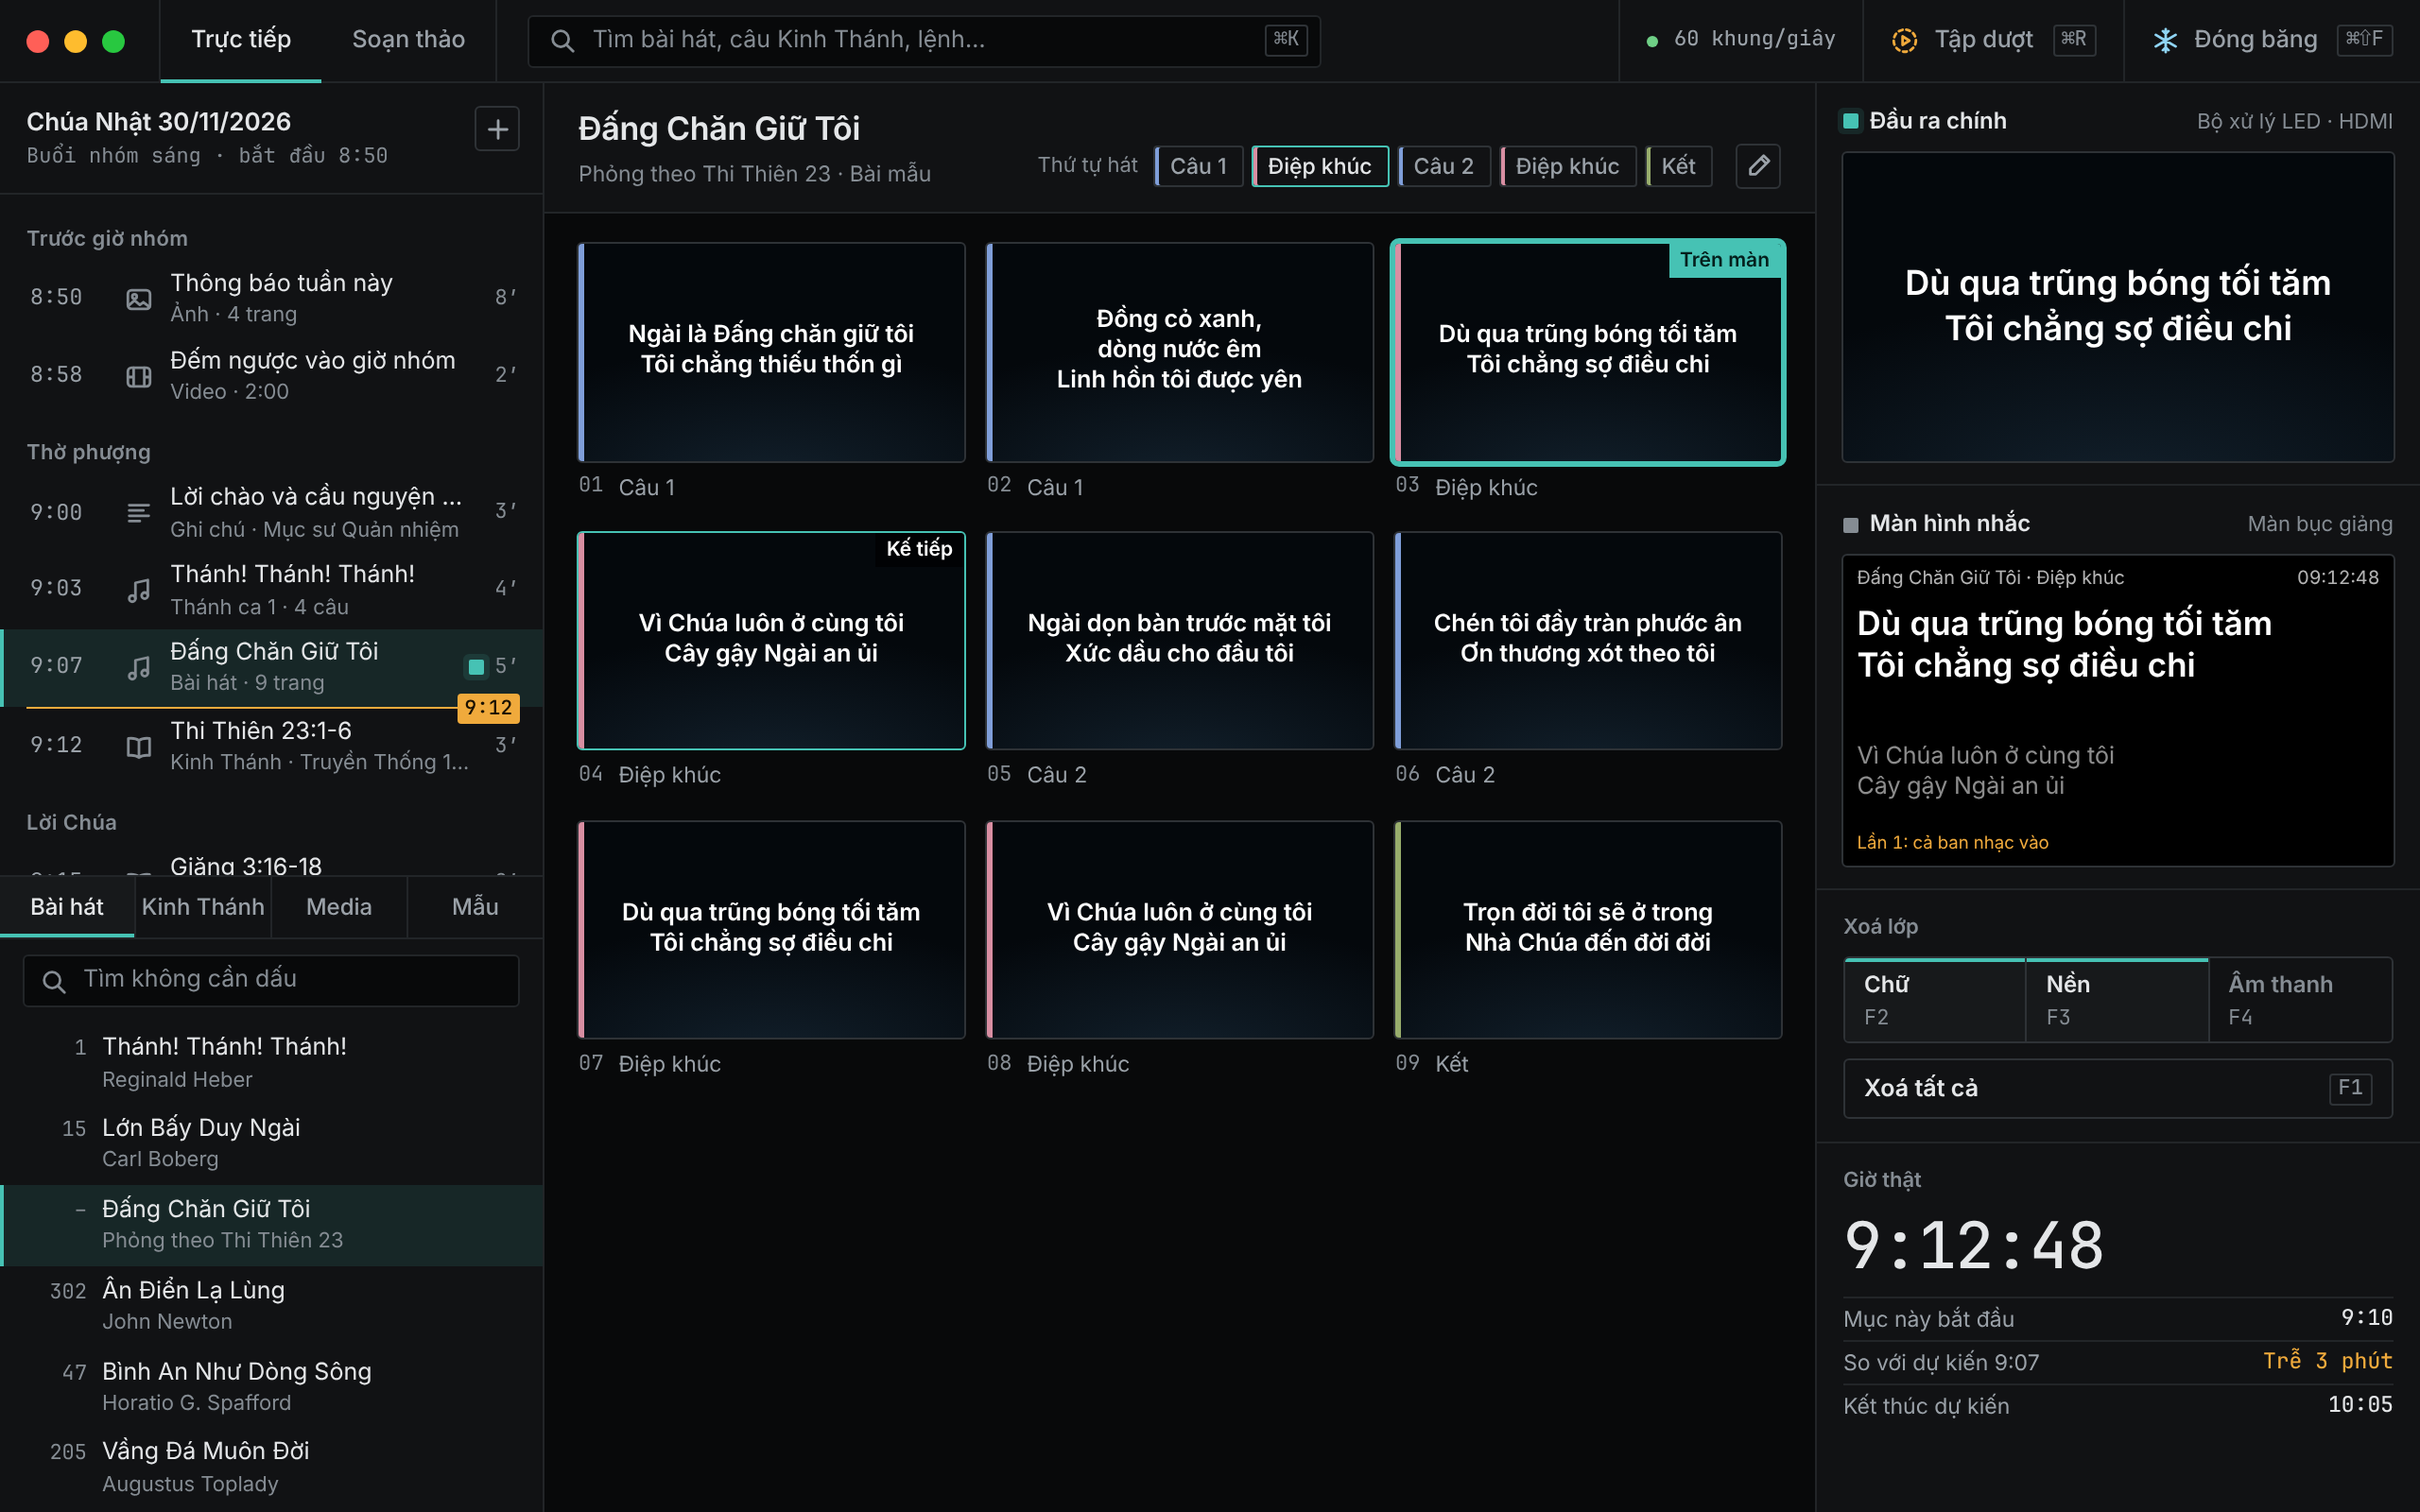 Trực tiếp
Soạn thảo
Tìm bài hát, câu Kinh Thánh, lệnh...
⌘K
60 khung/giây
Tập dượt
⌘R
Đóng băng
⌘⇧F
Chúa Nhật 30/11/2026
Buổi nhóm sáng · bắt đầu 8:50
Trước giờ nhóm
8:50
Thông báo tuần này
Ảnh · 4 trang
8′
8:58
Đếm ngược vào giờ nhóm
Video · 2:00
2′
Thờ phượng
9:00
Lời chào và cầu nguyện ...
Ghi chú · Mục sư Quản nhiệm
3′
9:03
Thánh! Thánh! Thánh!
Thánh ca 1 · 4 câu
4′
9:07
Đấng Chăn Giữ Tôi
Bài hát · 9 trang
5′
9:12
9:12
Thi Thiên 23:1-6
Kinh Thánh · Truyền Thống 1...
3′
Lời Chúa
Giăng 3:16-18
Bài hát
Kinh Thánh
Media
Mẫu
Tìm không cần dấu
1
Thánh! Thánh! Thánh!
Reginald Heber
15
Lớn Bấy Duy Ngài
Carl Boberg
–
Đấng Chăn Giữ Tôi
Phỏng theo Thi Thiên 23
302
Ân Điển Lạ Lùng
John Newton
47
Bình An Như Dòng Sông
Horatio G. Spafford
205
Vầng Đá Muôn Đời
Augustus Toplady
Đấng Chăn Giữ Tôi
Phỏng theo Thi Thiên 23 · Bài mẫu
Thứ tự hát
Câu 1
Điệp khúc
Câu 2
Điệp khúc
Kết
Ngài là Đấng chăn giữ tôi
Tôi chẳng thiếu thốn gì
01 Câu 1
Đồng cỏ xanh,
dòng nước êm
Linh hồn tôi được yên
02 Câu 1
Trên màn
Dù qua trũng bóng tối tăm
Tôi chẳng sợ điều chi
03 Điệp khúc
Kế tiếp
Vì Chúa luôn ở cùng tôi
Cây gậy Ngài an ủi
04 Điệp khúc
Ngài dọn bàn trước mặt tôi
Xức dầu cho đầu tôi
05 Câu 2
Chén tôi đầy tràn phước ân
Ơn thương xót theo tôi
06 Câu 2
Dù qua trũng bóng tối tăm
Tôi chẳng sợ điều chi
07 Điệp khúc
Vì Chúa luôn ở cùng tôi
Cây gậy Ngài an ủi
08 Điệp khúc
Trọn đời tôi sẽ ở trong
Nhà Chúa đến đời đời
09 Kết
Đầu ra chính
Bộ xử lý LED · HDMI
Dù qua trũng bóng tối tăm
Tôi chẳng sợ điều chi
Màn hình nhắc
Màn bục giảng
Đấng Chăn Giữ Tôi · Điệp khúc
09:12:48
Dù qua trũng bóng tối tăm
Tôi chẳng sợ điều chi
Vì Chúa luôn ở cùng tôi
Cây gậy Ngài an ủi
Lần 1: cả ban nhạc vào
Xoá lớp
Chữ
F2
Nền
F3
Âm thanh
F4
Xoá tất cả
F1
Giờ thật
9:12:48
Mục này bắt đầu
9:10
So với dự kiến 9:07
Trễ 3 phút
Kết thúc dự kiến
10:05